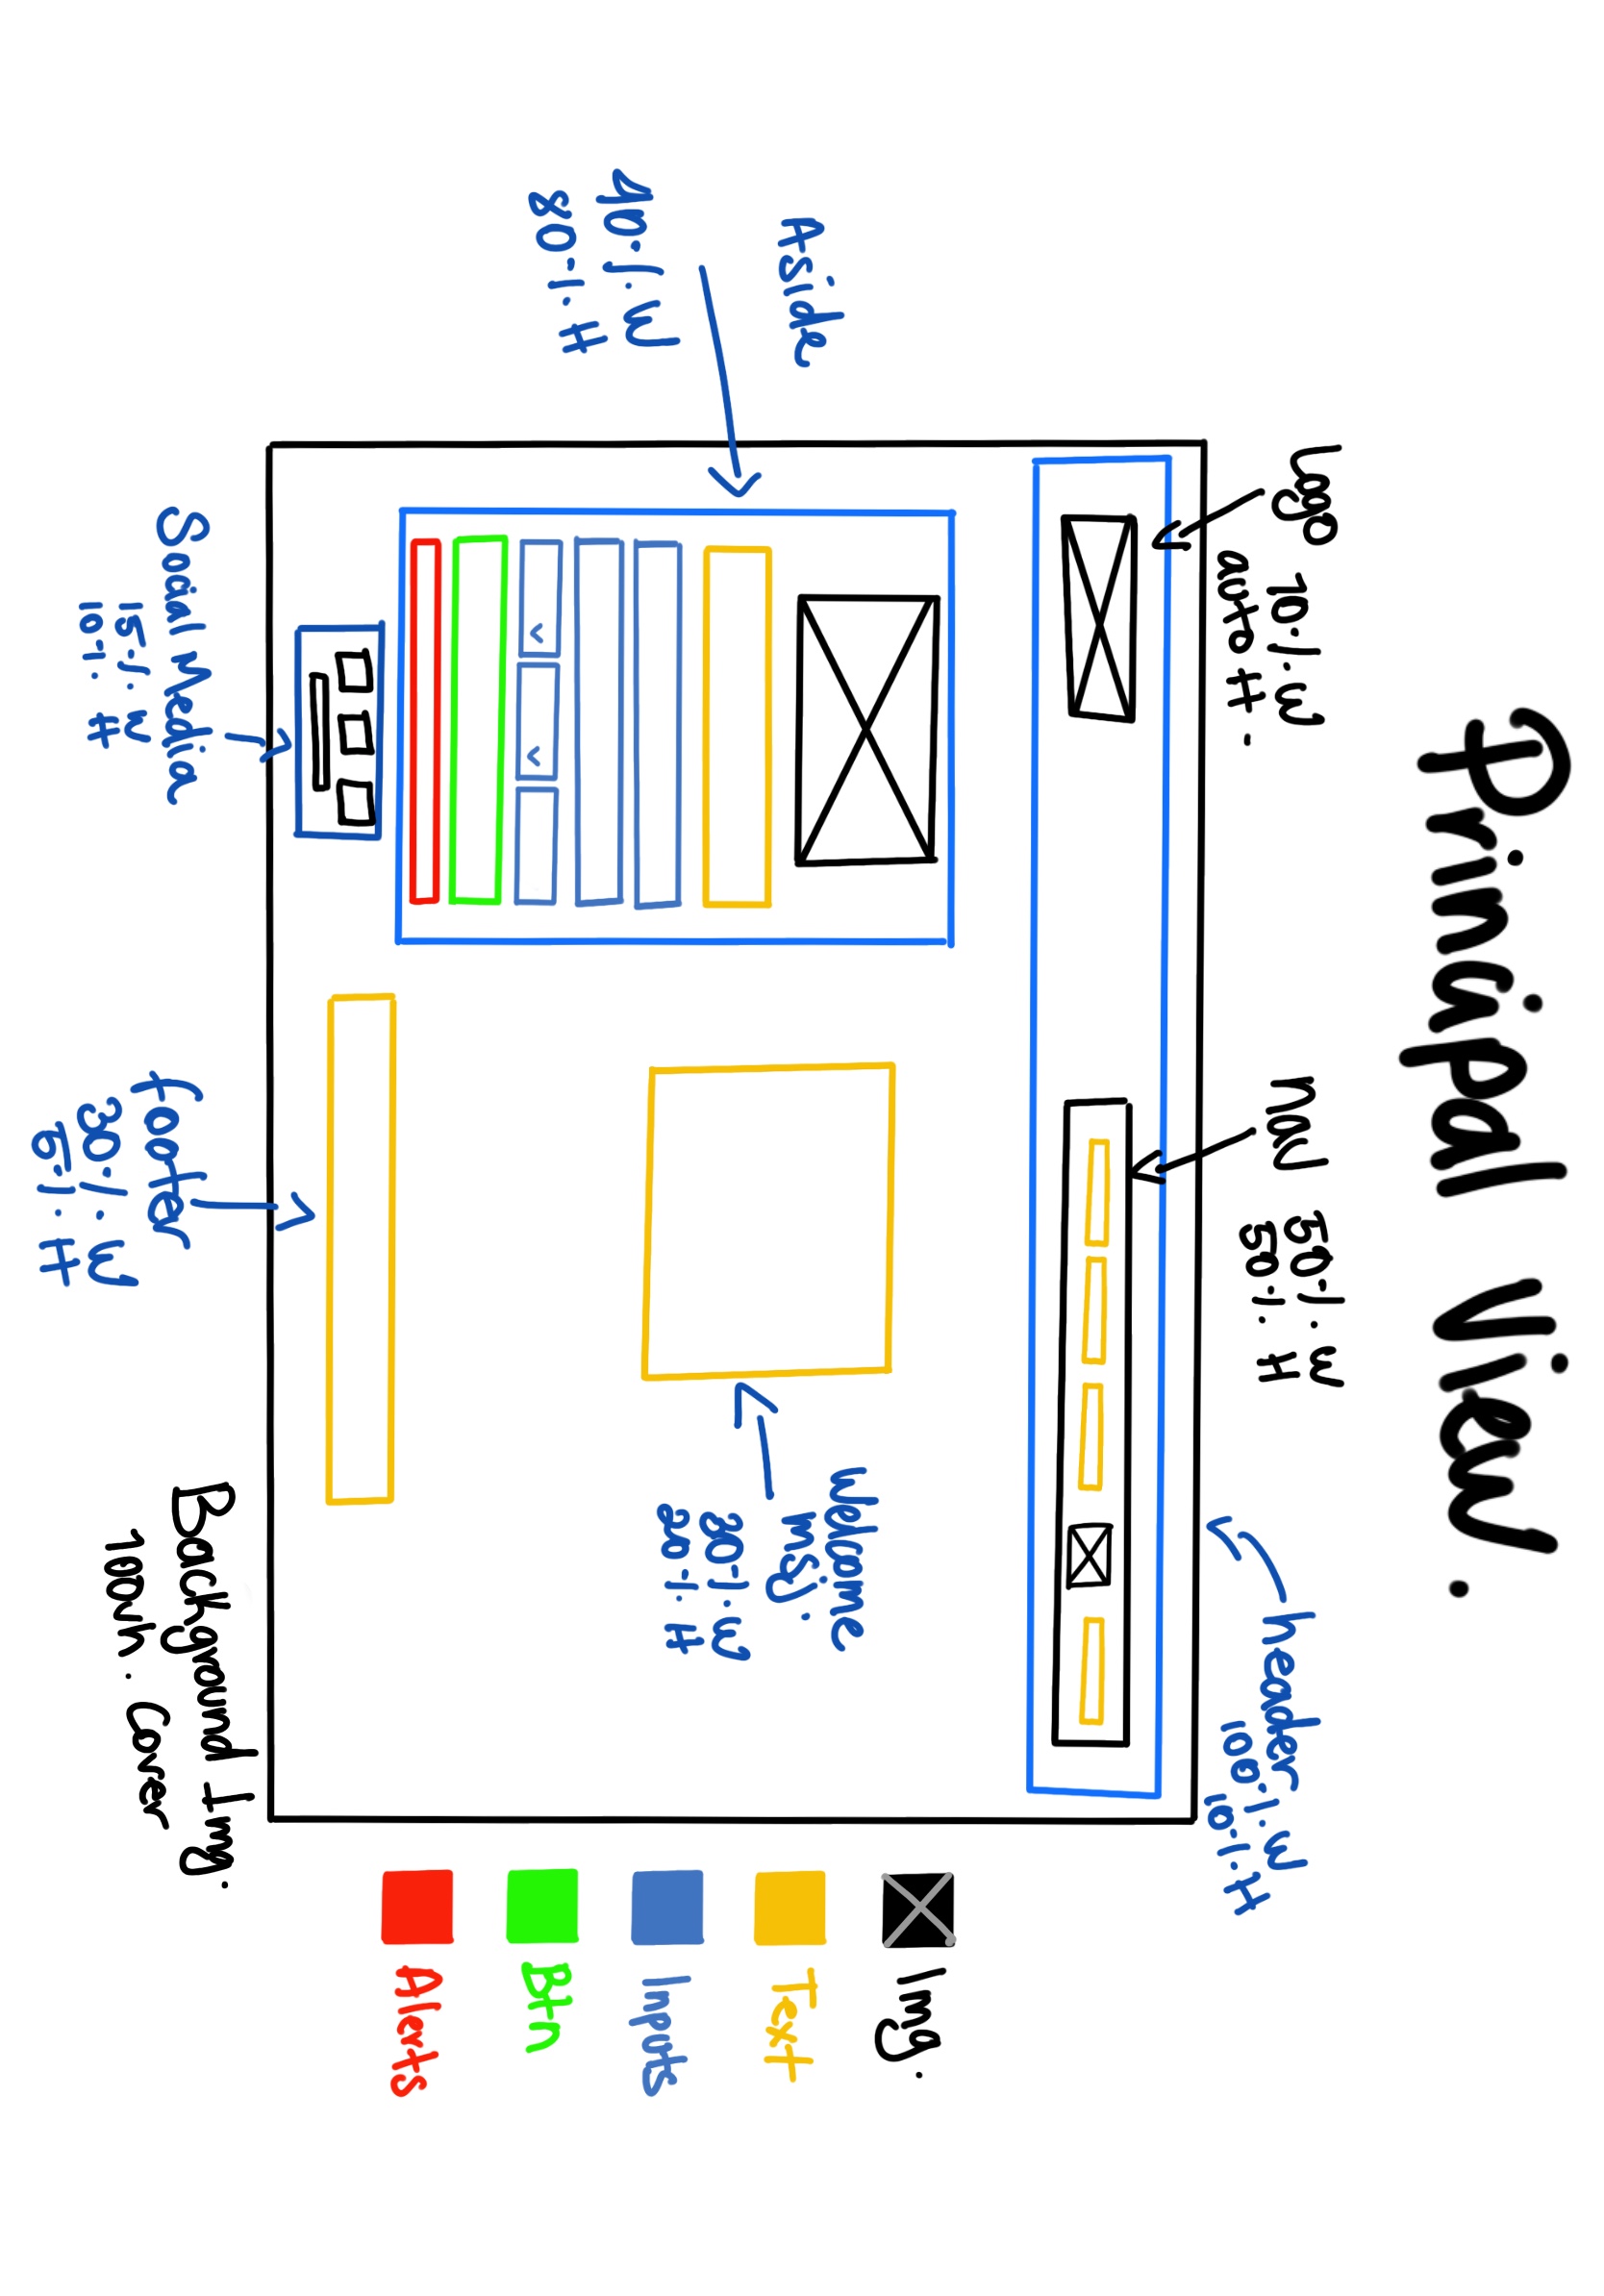 Principal View.
Logo
10%. W
auto H.
nav
50%. W
50%. H
header
100%. W
10%. H
Aside
40%. W
80%. H
Welcome
msj.
30%. W
20%. H
Img.
Text
Inputs
Btn
Alerts
Social Media
15%. W
10%. H
footer
30%. W
5%. H
Background Img.
100vh. Cover